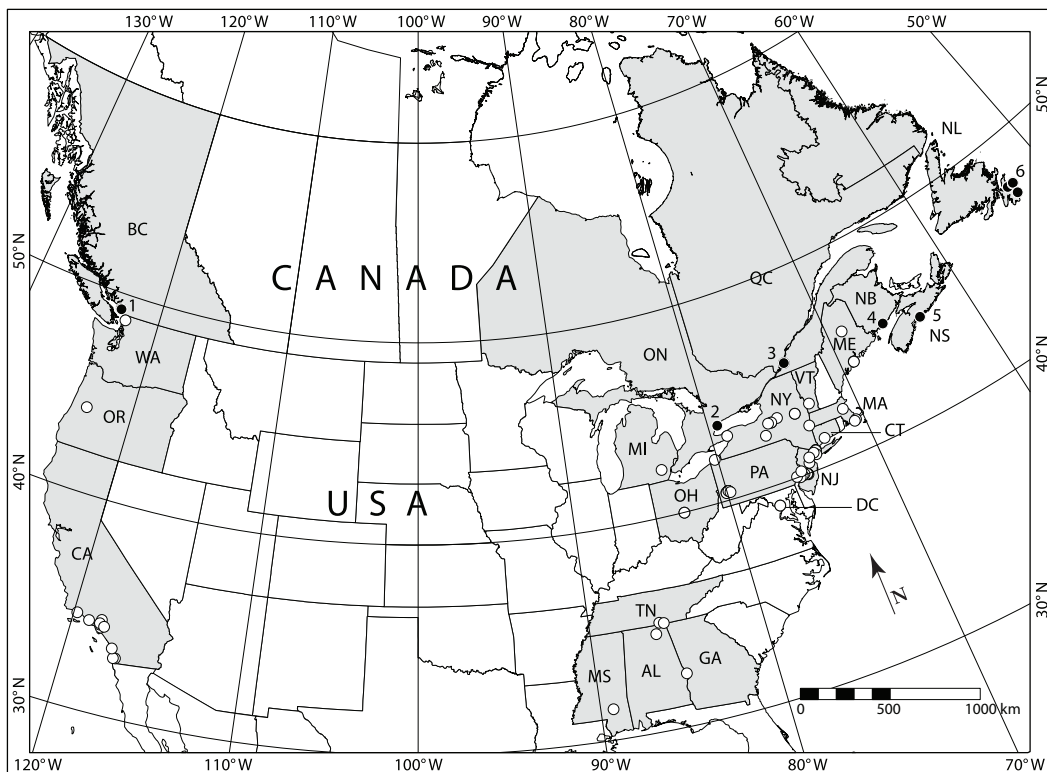 130°W 120°W 110°W 100°W 90°W 80°W 70°W 60°W 50°W
50°N
NL
6
BC
50°N
CANADA
QC
1
NB
4
5
NS
WA
ON
3
ME
40°N
VT
OR
2
NY
MA
MI
CT
PA
40°N
USA
OH
NJ
DC
CA
N
TN
30°N
GA
MS
AL
30°N
0 500 1000 km
120°W 110°W 100°W 90°W 80°W 70°W